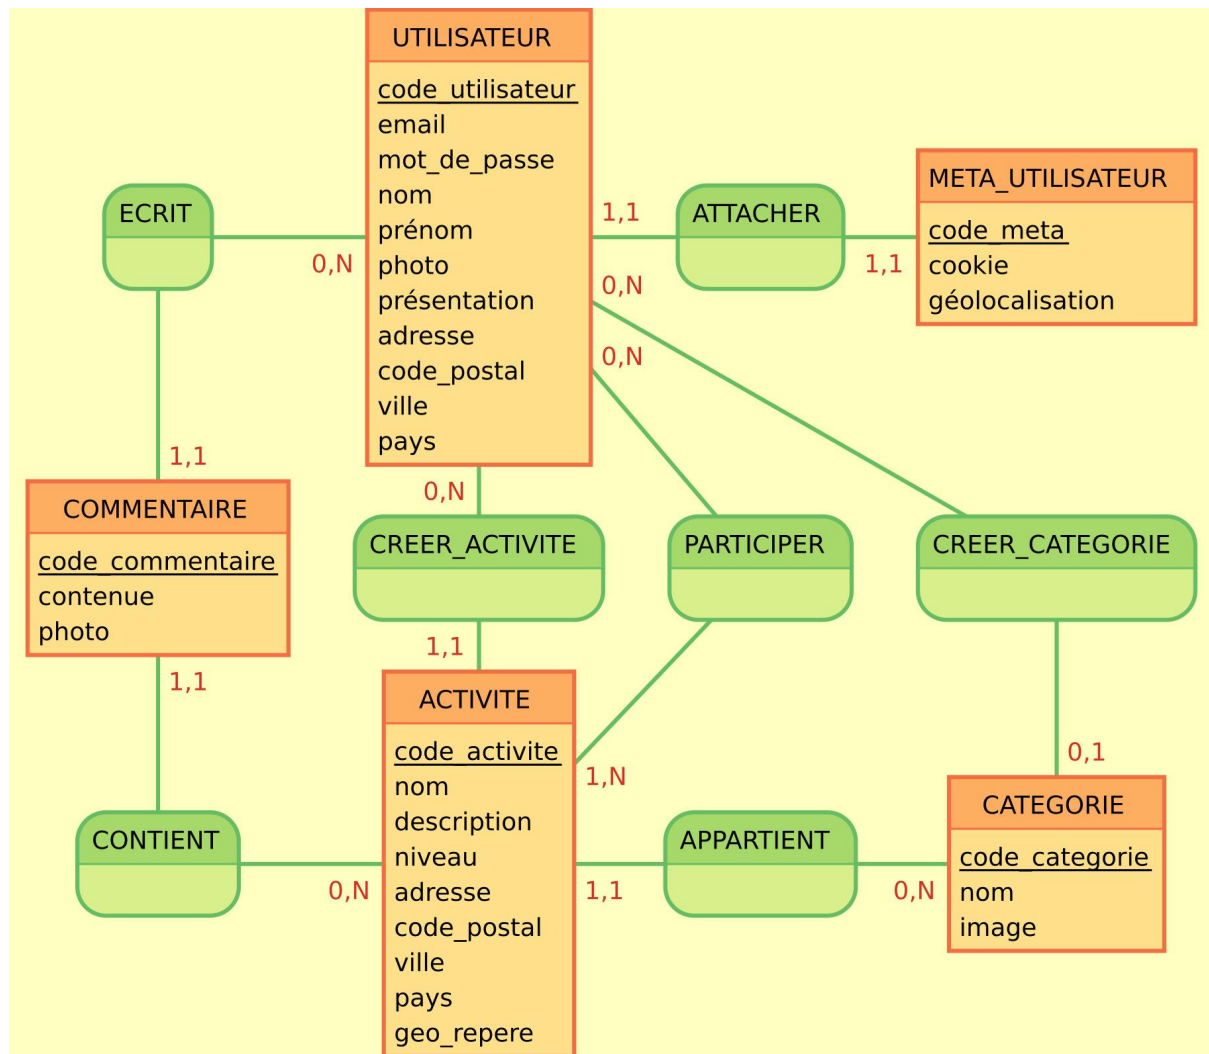 UTILISATEUR
code_utilisateur
email
mot_de_passe
nom
prénom
photo
présentation
adresse
code_postal
ville
pays
META_UTILISATEUR
code_meta
cookie
géolocalisation
ECRIT
0,N
1,1
ATTACHER
1,1
0,N
0,N
1,1
COMMENTAIRE
code_commentaire
contenue
photo
0,N
CREER_ACTIVITE
PARTICIPER
CREER_CATEGORIE
1,1
1,1
ACTIVITE
code_activite
nom
description
niveau
adresse
code_postal
ville
pays
geo_repere
1,N
0,1
CATEGORIE
code_categorie
nom
image
CONTIENT
0,N
APPARTIENT
1,1
0,N